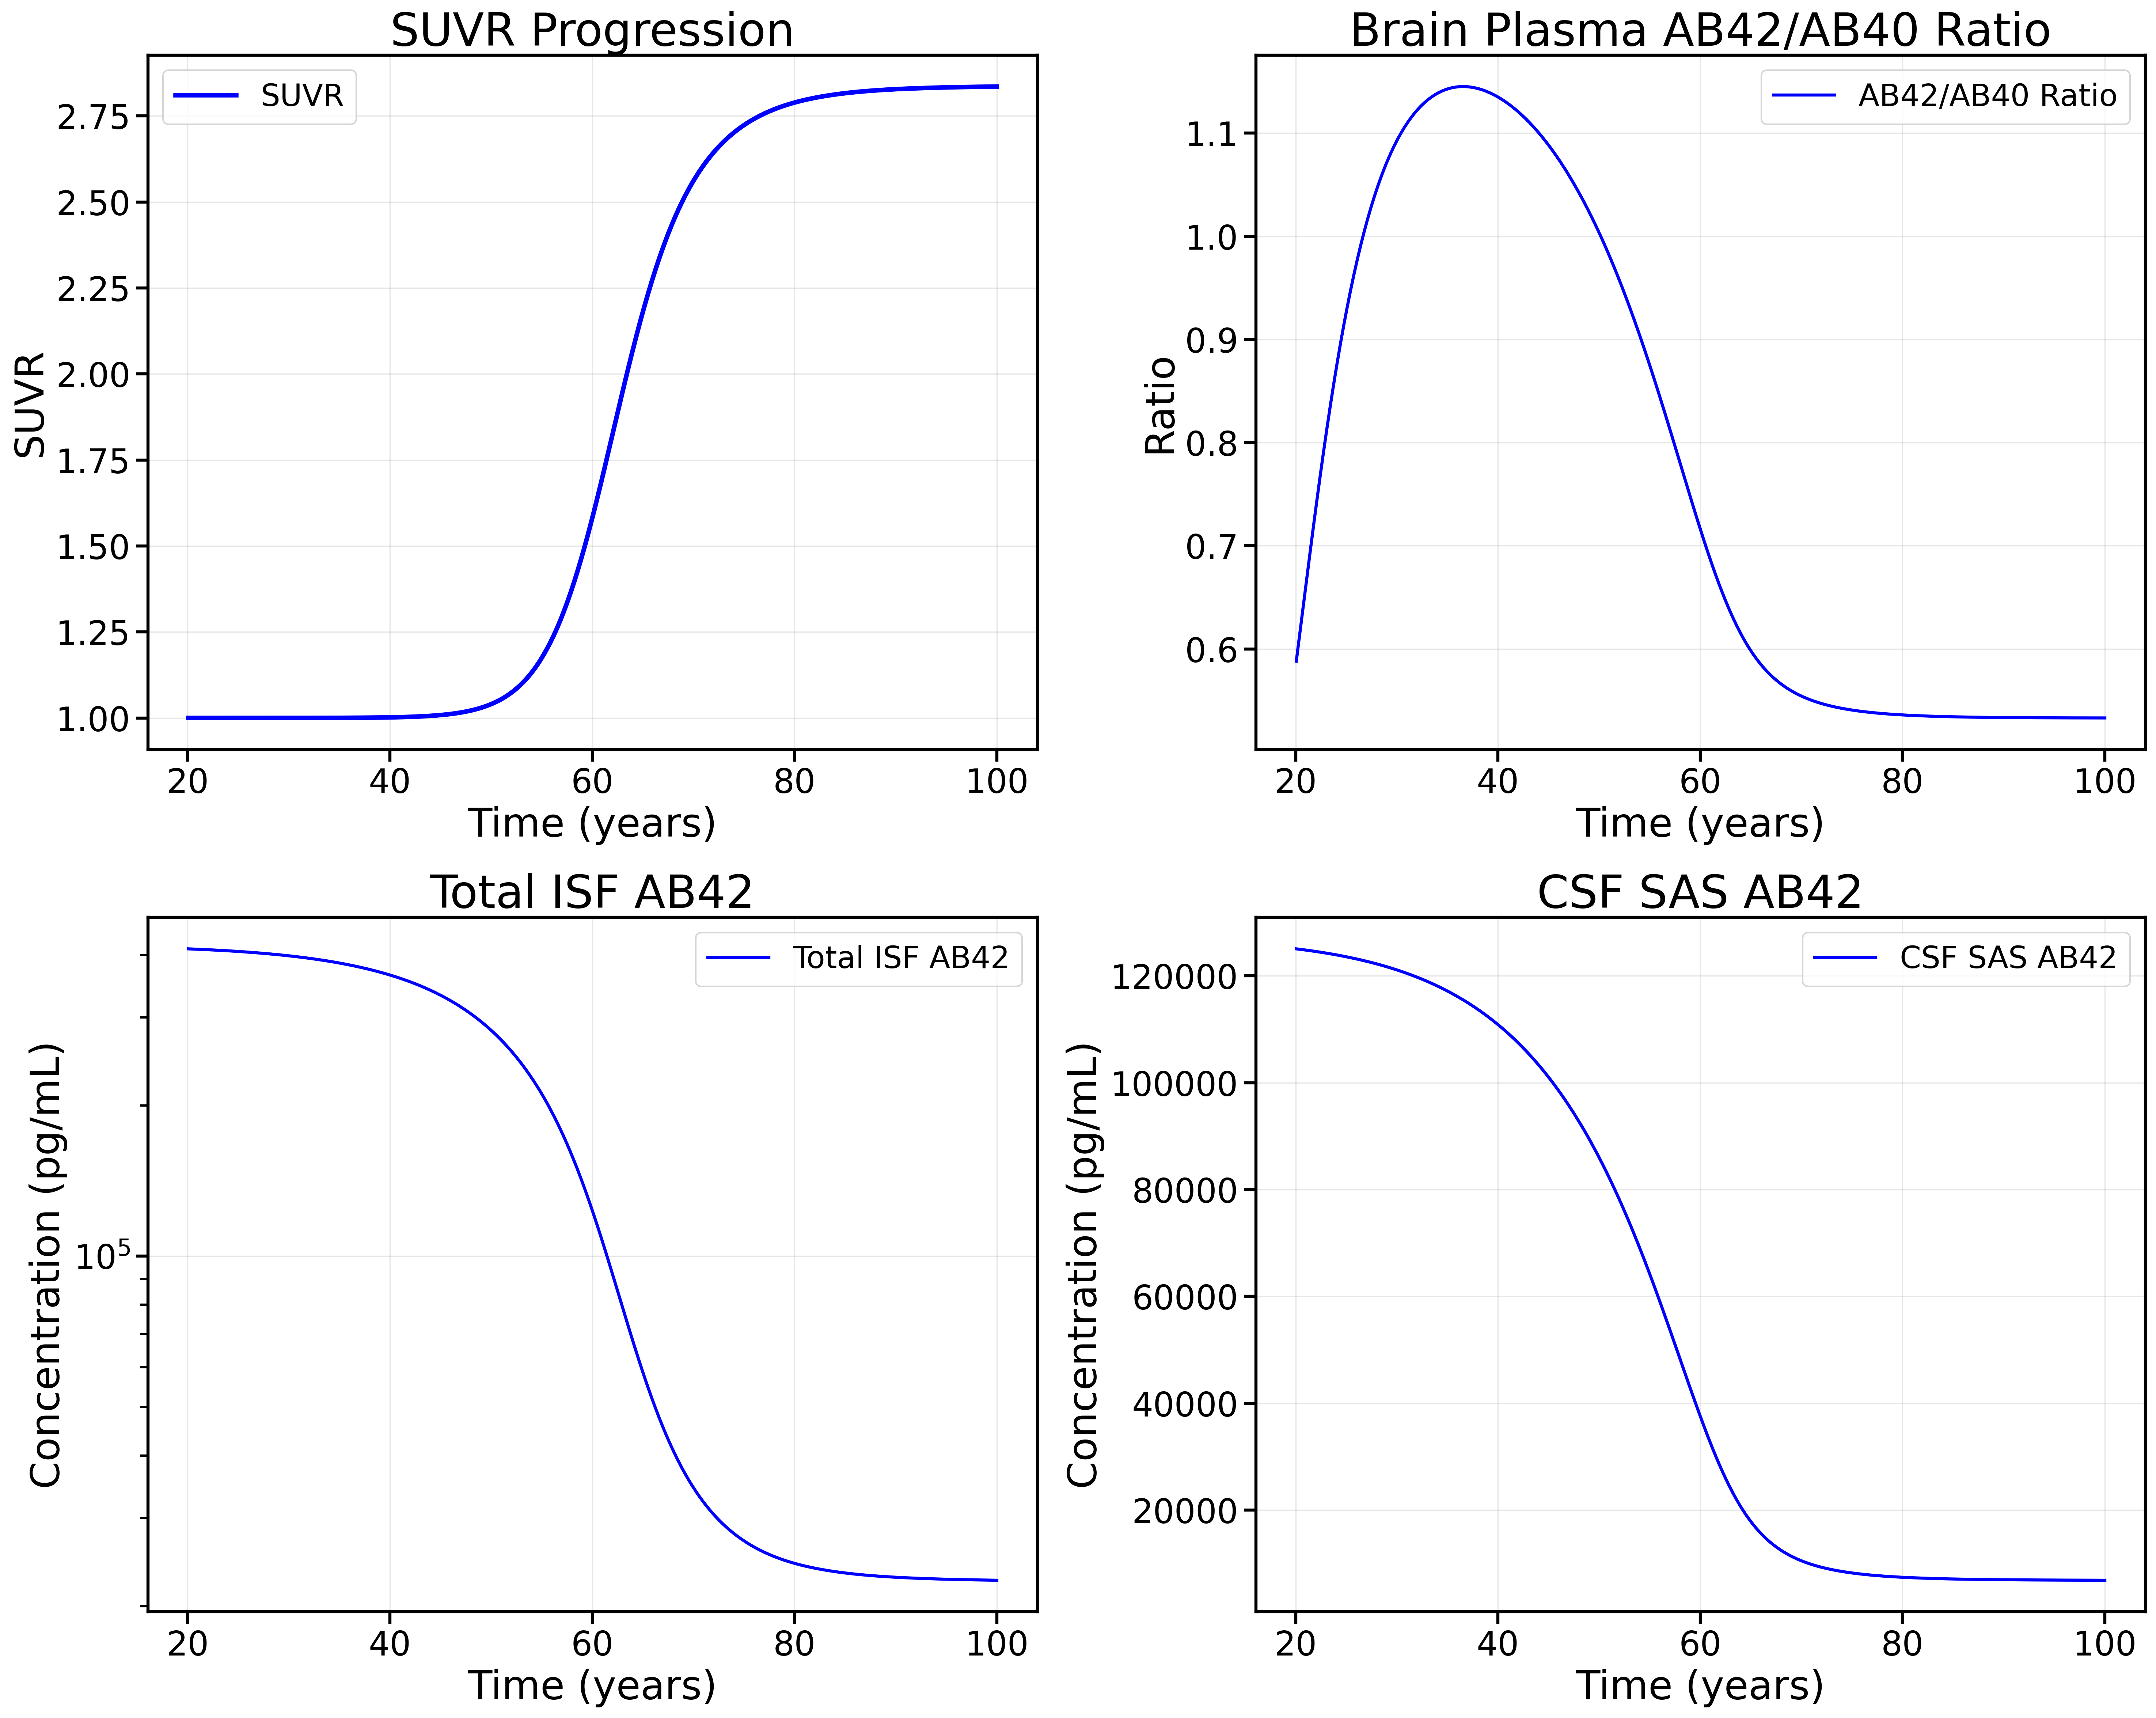 SUVR Progression
SUVR
2.75
2.50
2.25
2.00
1.75
1.50
1.25
1.00
SUVR
20 40 60 80 100
Time (years)
Brain Plasma AB42/AB40 Ratio
AB42/AB40 Ratio
1.1
1.0
0.9
0.8
0.7
0.6
Ratio
20 40 60 80 100
Time (years)
Total ISF AB42
Total ISF AB42
10⁵
Concentration (pg/mL)
20 40 60 80 100
Time (years)
CSF SAS AB42
CSF SAS AB42
120000
100000
80000
60000
40000
20000
Concentration (pg/mL)
20 40 60 80 100
Time (years)